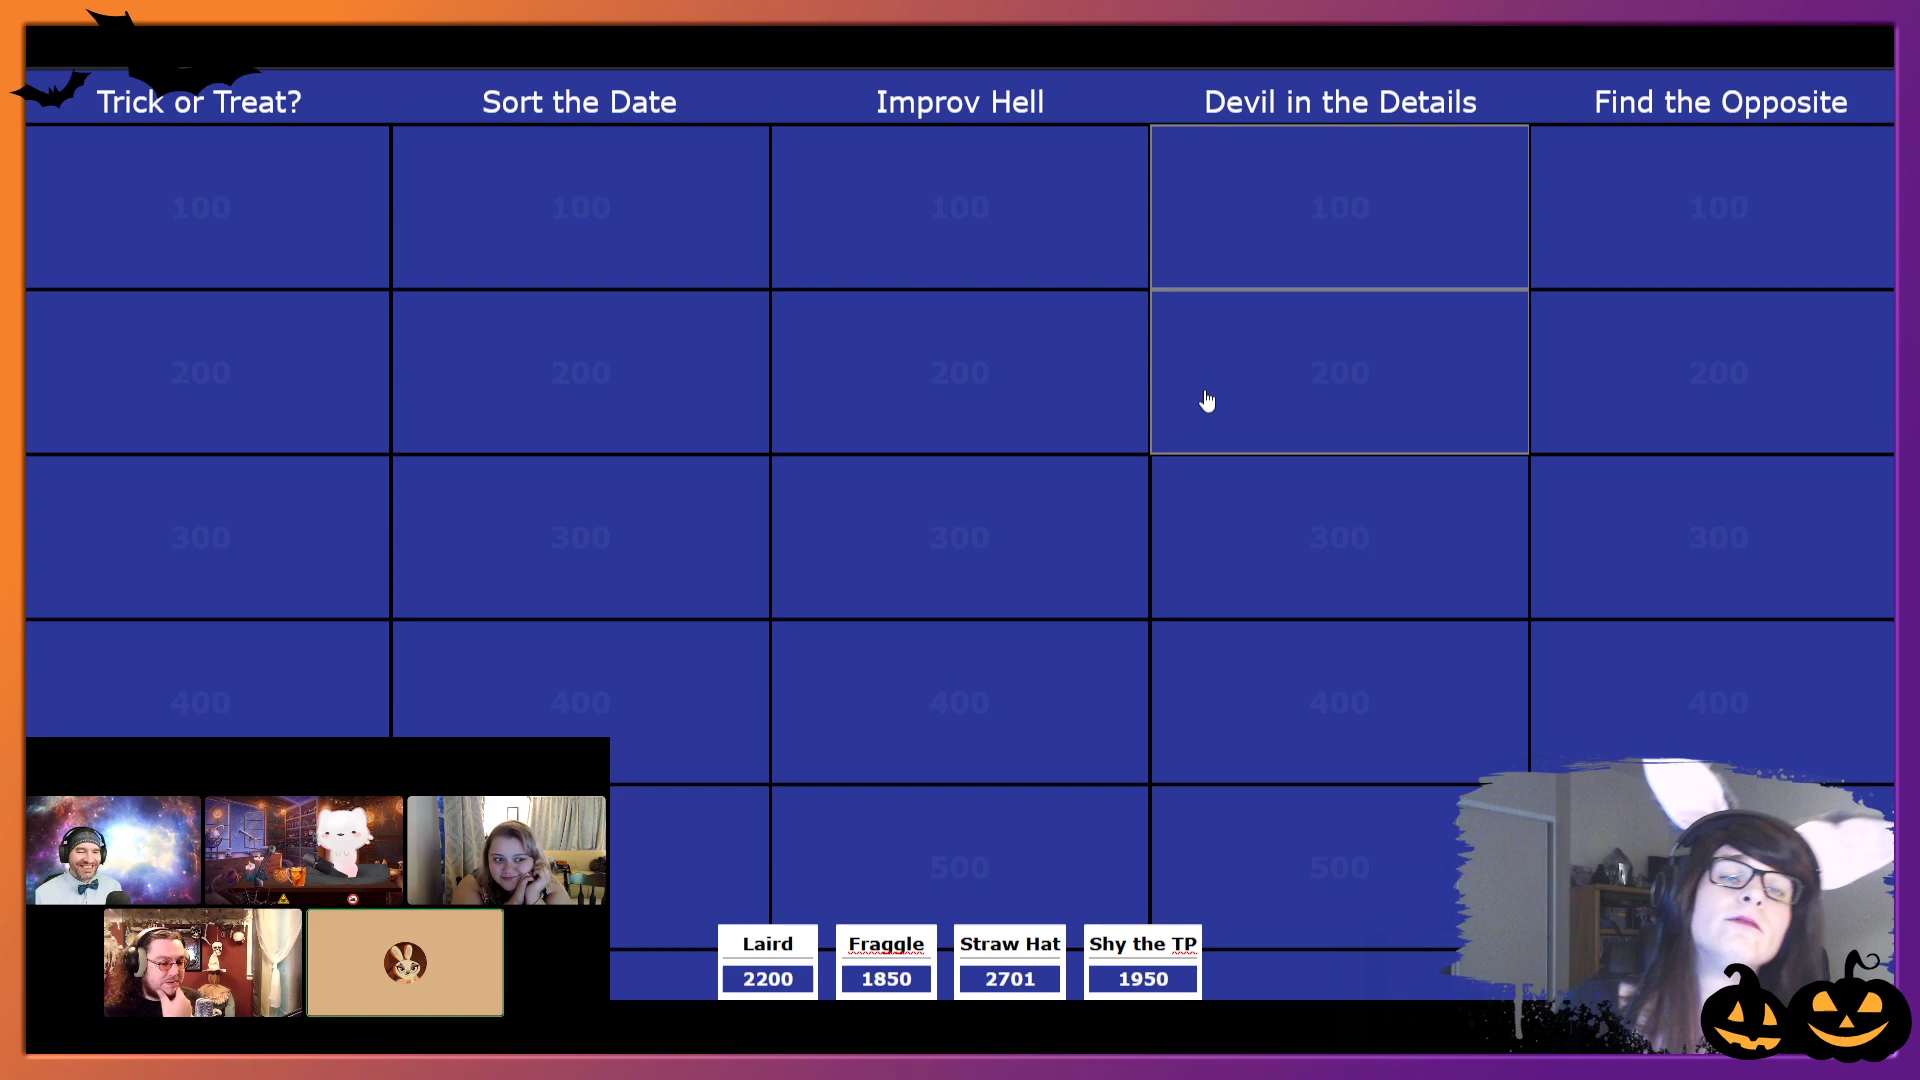 Trick or Treat? Sort the Date Improv Hell Devil in the Details Find the Opposite
100 100 100 100 100
200 200 200 200 200
300 300 300 300 300
400 400 400 400 400
500 500
Laird Fraggle Straw Hat Shy the TP
2200 1850 2701 1950